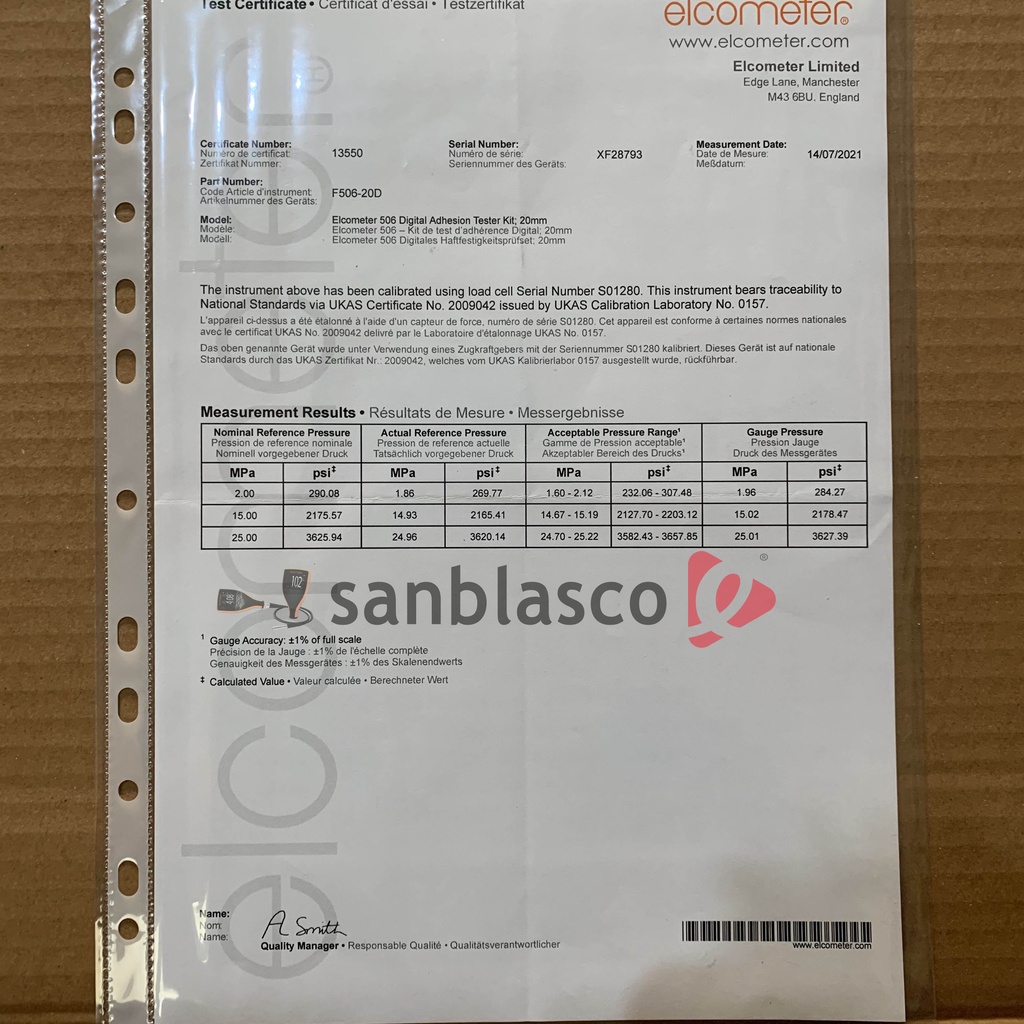 Test Certificate • Certificat d'essai • Testzertifikat
elcometer®
www.elcometer.com
Elcometer Limited
Edge Lane, Manchester
M43 6BU. England
Certificate Number: Serial Number: Measurement Date:
Numéro de certificat: 13550 Numéro de série: XF28793 Date de Mesure: 14/07/2021
Zertifikat Nummer: Seriennummer des Geräts: Meßdatum:
Part Number:
Code Article d'instrument: F506-20D
Artikelnummer des Geräts:
Model: Elcometer 506 Digital Adhesion Tester Kit; 20mm
Modèle: Elcometer 506 – Kit de test d'adhérence Digital; 20mm
Modell: Elcometer 506 Digitales Haftfestigkeitsprüfset; 20mm
The instrument above has been calibrated using load cell Serial Number S01280. This instrument bears traceability to
National Standards via UKAS Certificate No. 2009042 issued by UKAS Calibration Laboratory No. 0157.
L'appareil ci-dessus a été étalonné à l'aide d'un capteur de force, numéro de série S01280. Cet appareil est conforme à certaines normes nationales
avec le certificat UKAS No. 2009042 delivré par le Laboratoire d'étalonnage UKAS No. 0157.
Das oben genannte Gerät wurde unter Verwendung eines Zugkraftgebers mit der Seriennummer S01280 kalibriert. Dieses Gerät ist auf nationale
Standards durch das UKAS Zertifikat Nr.: 2009042, welches vom UKAS Kalibrierlabor 0157 ausgestellt wurde, rückführbar.
Measurement Results • Résultats de Mesure • Messergebnisse
Nominal Reference Pressure Actual Reference Pressure Acceptable Pressure Range¹ Gauge Pressure
Pression de reference nominale Pression de reference actuelle Gamme de Pression acceptable¹ Pression Jauge
Nominell vorgegebener Druck Tatsächlich vorgegebener Druck Akzeptabler Bereich des Drucks¹ Druck des Messgerätes
MPa psi‡ MPa psi‡ MPa psi‡ MPa psi‡
2.00 290.08 1.86 269.77 1.60 - 2.12 232.06 - 307.48 1.96 284.27
15.00 2175.57 14.93 2165.41 14.67 - 15.19 2127.70 - 2203.12 15.02 2178.47
25.00 3625.94 24.96 3620.14 24.70 - 25.22 3582.43 - 3657.85 25.01 3627.39
102
sanblasco ®
¹ Gauge Accuracy: ±1% of full scale
Précision de la Jauge : ±1% de l'échelle complète
Genauigkeit des Messgerätes : ±1% des Skalenendwerts
‡ Calculated Value • Valeur calculée • Berechneter Wert
elcometer®
Name:
Nom: A Smith
Name:
Quality Manager • Responsable Qualité • Qualitätsverantwortlicher
www.elcometer.com